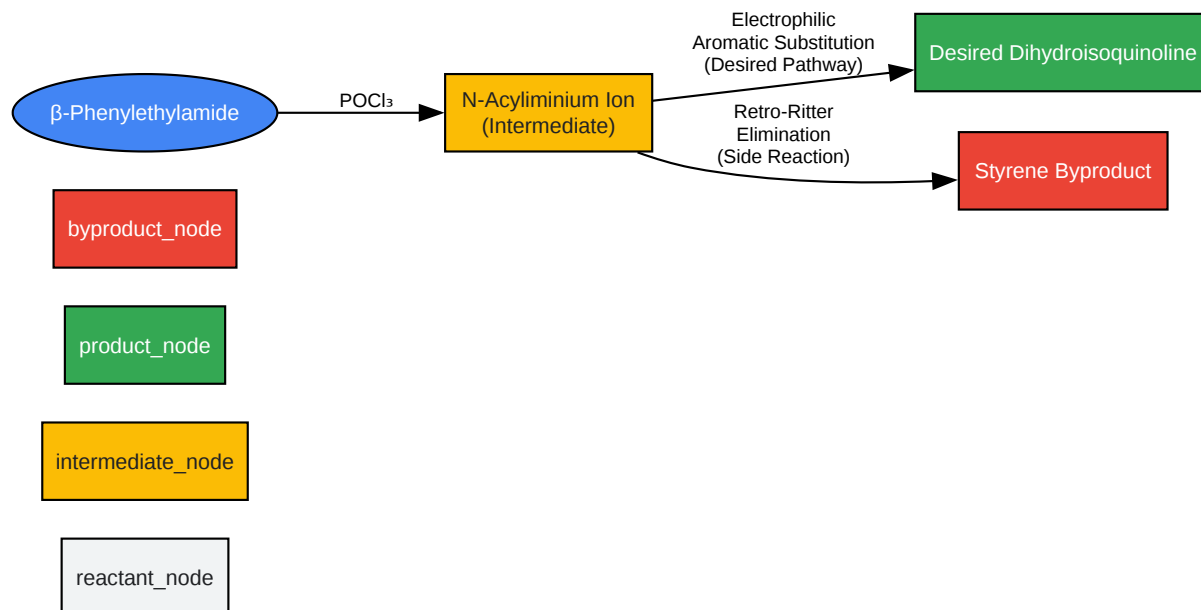 β-Phenylethylamide
POCl₃
N-Acyliminium Ion
(Intermediate)
Electrophilic
Aromatic Substitution
(Desired Pathway)
Desired Dihydroisoquinoline
Retro-Ritter
Elimination
(Side Reaction)
Styrene Byproduct
byproduct_node
product_node
intermediate_node
reactant_node